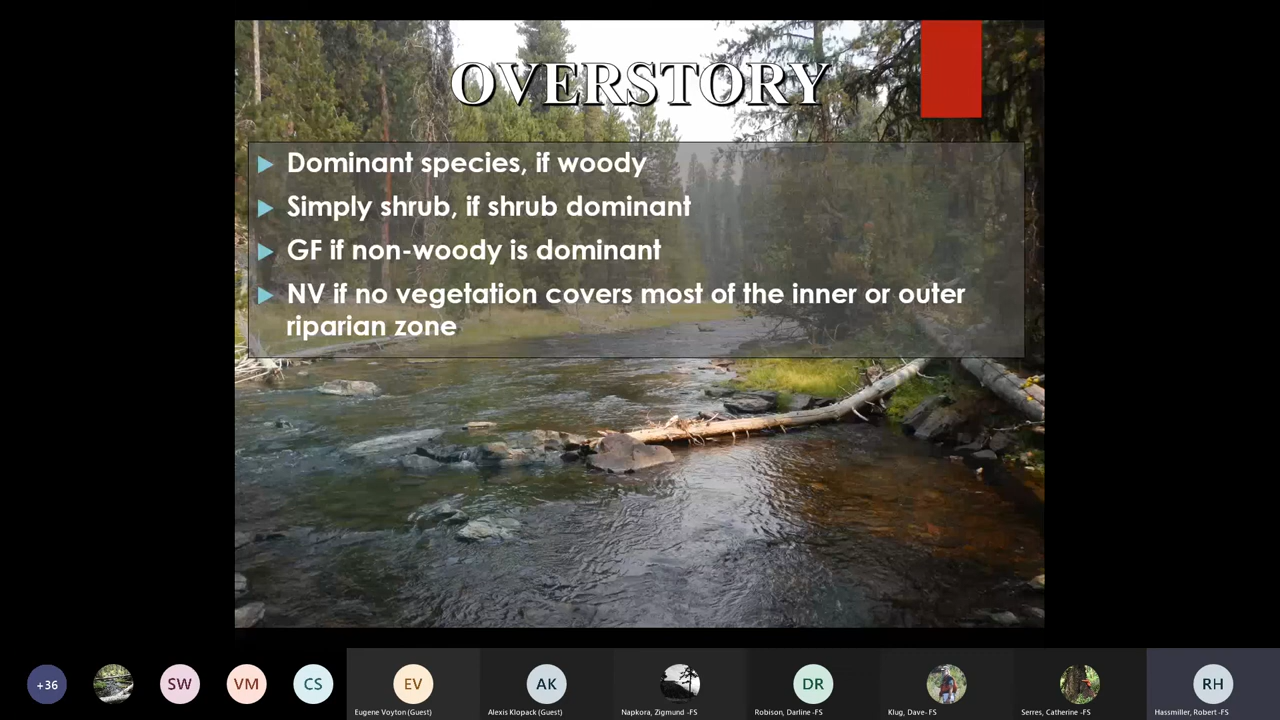 OVERSTORY
Dominant species, if woody
Simply shrub, if shrub dominant
GF if non-woody is dominant
NV if no vegetation covers most of the inner or outer
riparian zone
+36
SW
VM
CS
EV
AK
DR
RH
Eugene Voyton (Guest)
Alexis Klopack (Guest)
Napkora, Zigmund -FS
Robison, Darline -FS
Klug, Dave- FS
Serres, Catherine -FS
Hassmiller, Robert -FS